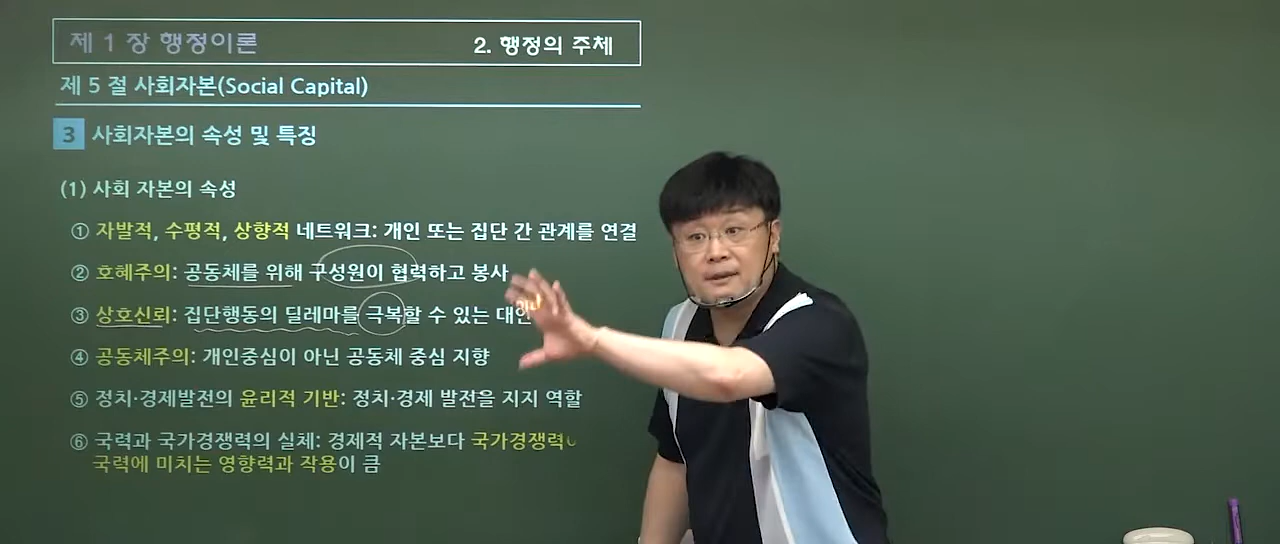 제 1 장 행정이론
2. 행정의 주체
제 5 절 사회자본(Social Capital)
3 사회자본의 속성 및 특징
(1) 사회 자본의 속성
① 자발적, 수평적, 상향적 네트워크: 개인 또는 집단 간 관계를 연결
② 호혜주의: 공동체를 위해 구성원이 협력하고 봉사
③ 상호신뢰: 집단행동의 딜레마를 극복할 수 있는 대안
④ 공동체주의: 개인중심이 아닌 공동체 중심 지향
⑤ 정치·경제발전의 윤리적 기반: 정치·경제 발전을 지지 역할
⑥ 국력과 국가경쟁력의 실체: 경제적 자본보다 국가경쟁력
국력에 미치는 영향력과 작용이 큼